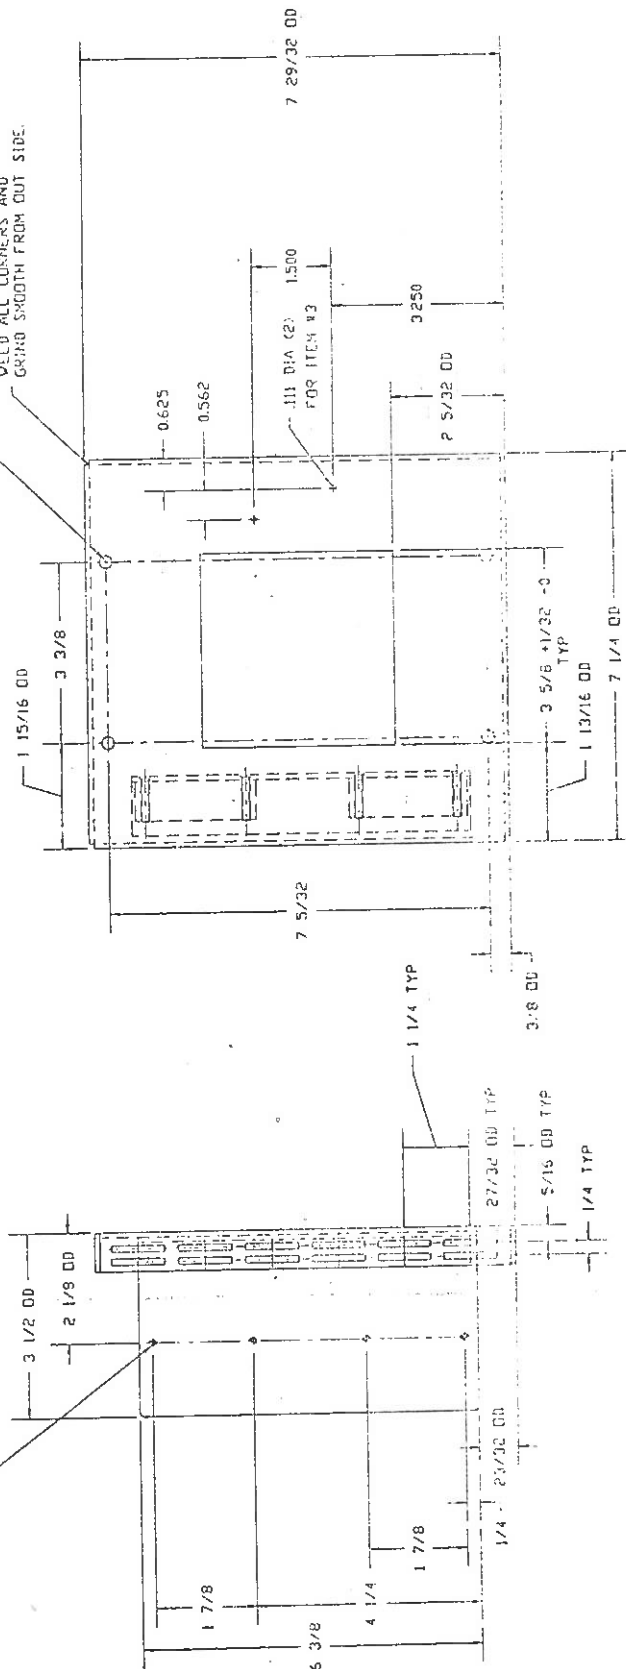 WELD ALL CORNERS AND
GRIND SMOOTH FROM OUT SIDE.
7 29/32 OD
1.500
3.250
0.625
0.562
.111 DIA (2)
FOR ITEM #3
2 5/32 OD
1 15/16 OD
3 3/8
7 5/32
3 5/8 +1/32 -0
TYP
1 13/16 OD
7 1/4 OD
3/8 OD
1 1/4 TYP
27/32 OD TYP
5/16 OD TYP
1/4 TYP
3 1/2 OD
2 1/8 OD
23/32 OD
1/4
1 7/8
4 1/4
1 7/8
6 3/8